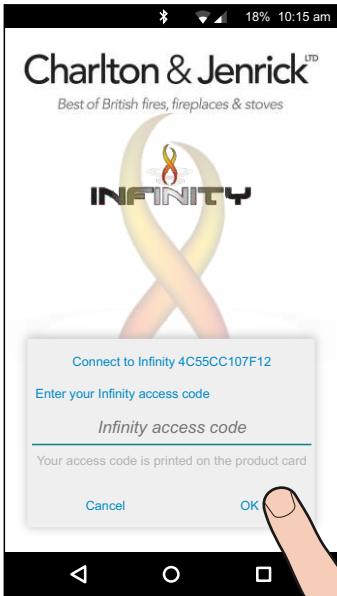 18% 10:15 am
Charlton & Jenrick LTD
Best of British fires, fireplaces & stoves
INFINITY
Connect to Infinity 4C55CC107F12
Enter your Infinity access code
Infinity access code
Your access code is printed on the product card
Cancel OK